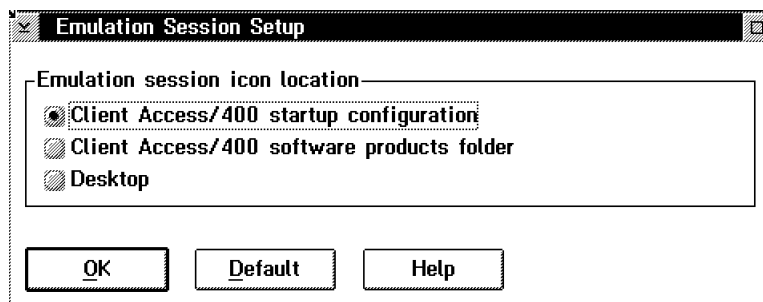 Emulation Session Setup
Emulation session icon location
Client Access/400 startup configuration
Client Access/400 software products folder
Desktop
OK Default Help